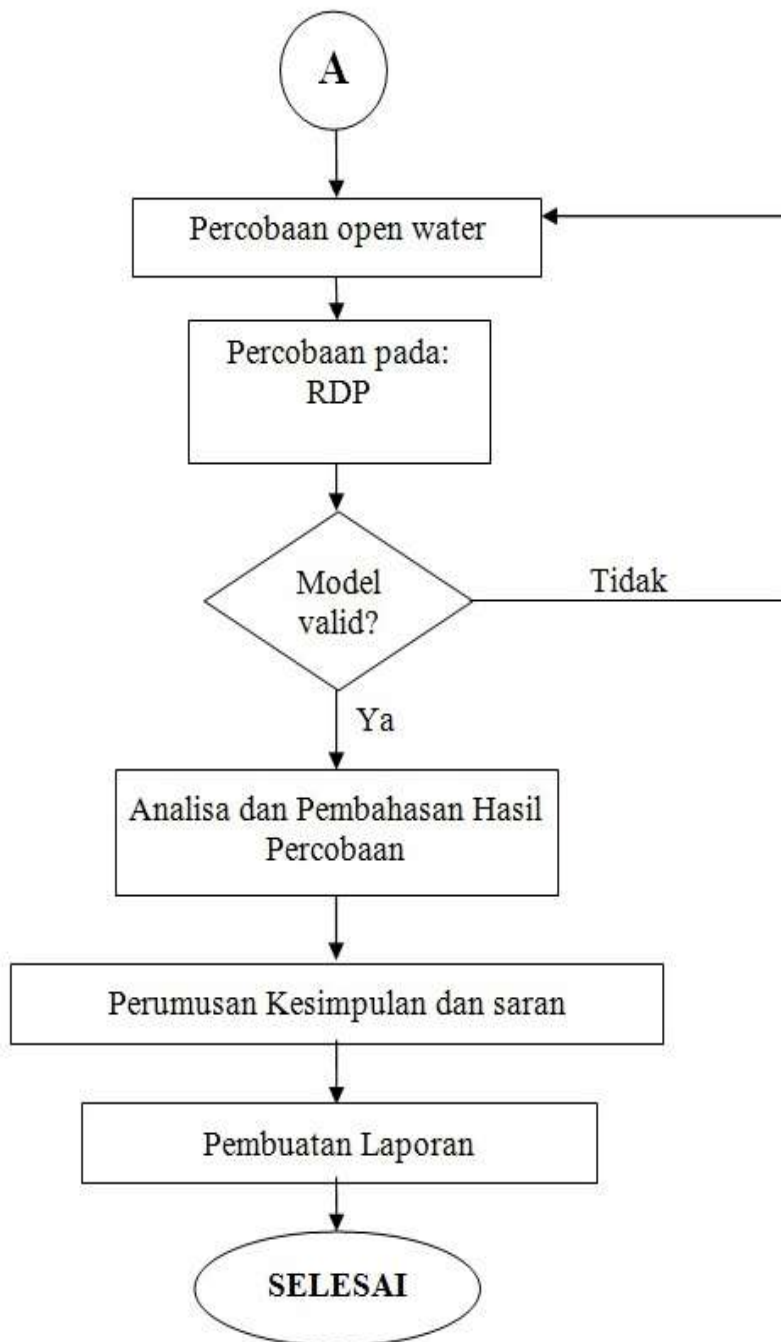 A
Percobaan open water
Percobaan pada:
RDP
Model
valid?
Tidak
Ya
Analisa dan Pembahasan Hasil
Percobaan
Perumusan Kesimpulan dan saran
Pembuatan Laporan
SELESAI